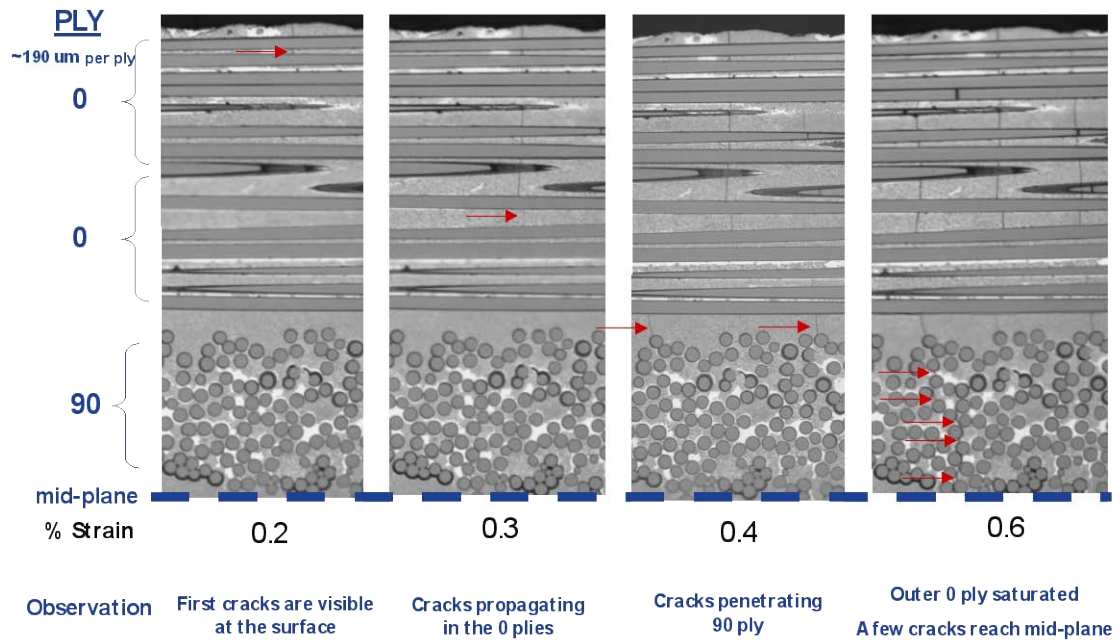 PLY
~190 um per ply
0
0
90
mid-plane
% Strain
0.2
0.3
0.4
0.6
Observation
First cracks are visible
at the surface
Cracks propagating
in the 0 plies
Cracks penetrating
90 ply
Outer 0 ply saturated
A few cracks reach mid-plane